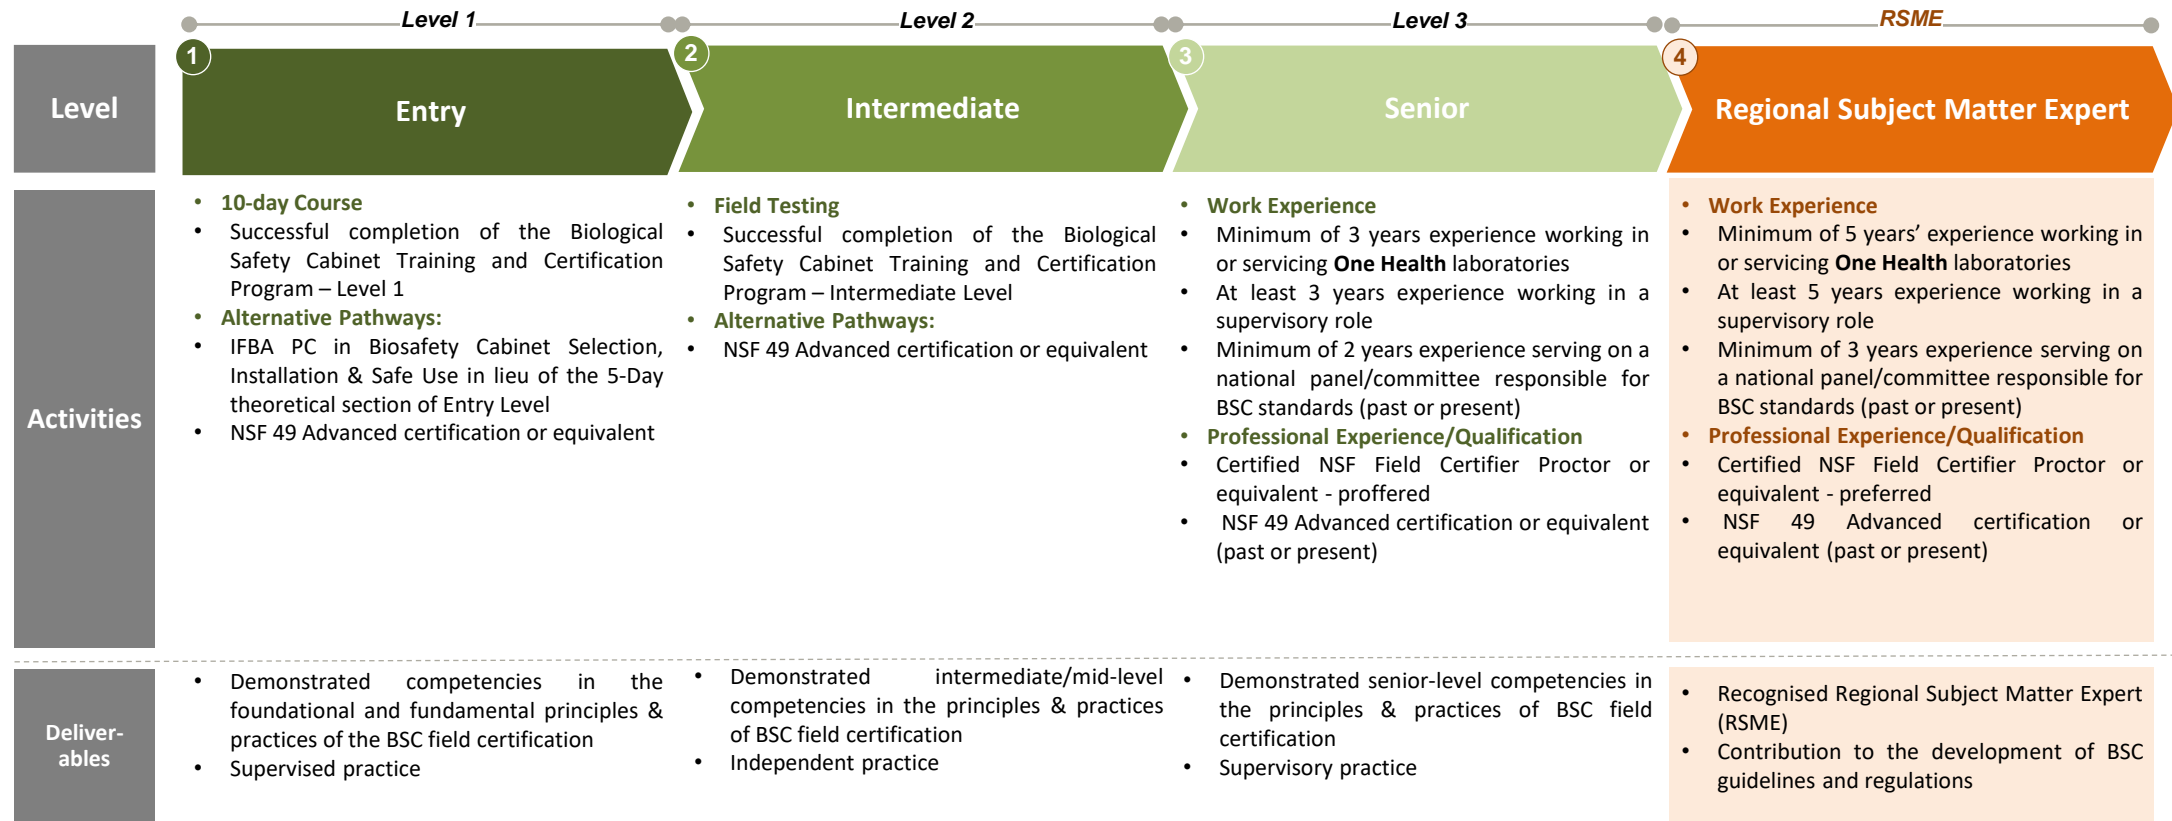 Level 1
Level 2
Level 3
RSME
Level
1
Entry
2
Intermediate
3
Senior
4
Regional Subject Matter Expert
Activities
• 10-day Course
• Successful completion of the Biological
Safety Cabinet Training and Certification
Program – Level 1
• Alternative Pathways:
• IFBA PC in Biosafety Cabinet Selection,
Installation & Safe Use in lieu of the 5-Day
theoretical section of Entry Level
• NSF 49 Advanced certification or equivalent
• Field Testing
• Successful completion of the Biological
Safety Cabinet Training and Certification
Program – Intermediate Level
• Alternative Pathways:
• NSF 49 Advanced certification or equivalent
• Work Experience
• Minimum of 3 years experience working in
or servicing One Health laboratories
• At least 3 years experience working in a
supervisory role
• Minimum of 2 years experience serving on a
national panel/committee responsible for
BSC standards (past or present)
• Professional Experience/Qualification
• Certified NSF Field Certifier Proctor or
equivalent - proffered
• NSF 49 Advanced certification or equivalent
(past or present)
• Work Experience
• Minimum of 5 years’ experience working in
or servicing One Health laboratories
• At least 5 years experience working in a
supervisory role
• Minimum of 3 years experience serving on
a national panel/committee responsible for
BSC standards (past or present)
• Professional Experience/Qualification
• Certified NSF Field Certifier Proctor or
equivalent - preferred
• NSF 49 Advanced certification or
equivalent (past or present)
Deliver-
ables
• Demonstrated competencies in the
foundational and fundamental principles &
practices of the BSC field certification
• Supervised practice
• Demonstrated intermediate/mid-level
competencies in the principles & practices
of BSC field certification
• Independent practice
• Demonstrated senior-level competencies in
the principles & practices of BSC field
certification
• Supervisory practice
• Recognised Regional Subject Matter Expert
(RSME)
• Contribution to the development of BSC
guidelines and regulations